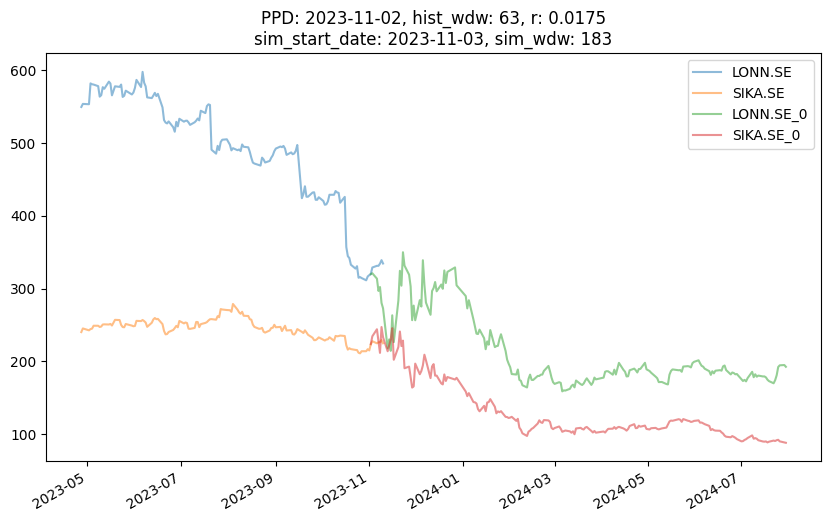 PPD: 2023-11-02, hist_wdw: 63, r: 0.0175
sim_start_date: 2023-11-03, sim_wdw: 183
LONN.SE
SIKA.SE
LONN.SE_0
SIKA.SE_0
600
500
400
300
200
100
2023-05
2023-07
2023-09
2023-11
2024-01
2024-03
2024-05
2024-07